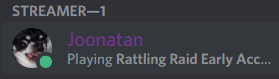 STREAMER—1
Joonatan
Playing Rattling Raid Early Acc...